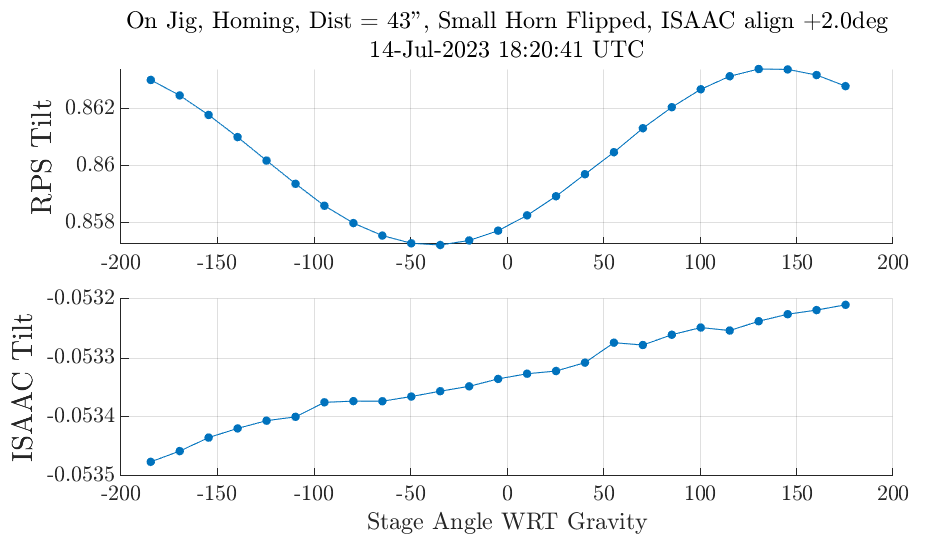 On Jig, Homing, Dist = 43”, Small Horn Flipped, ISAAC align +2.0deg
14-Jul-2023 18:20:41 UTC
RPS Tilt
0.862
0.86
0.858
-200 -150 -100 -50 0 50 100 150 200
ISAAC Tilt
-0.0532
-0.0533
-0.0534
-0.0535
-200 -150 -100 -50 0 50 100 150 200
Stage Angle WRT Gravity